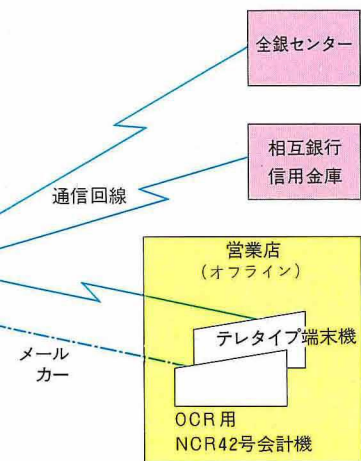 全銀センター
相互銀行
信用金庫
通信回線
営業店
（オフライン）
テレタイプ端末機
メール
カー
OCR用
NCR42号会計機